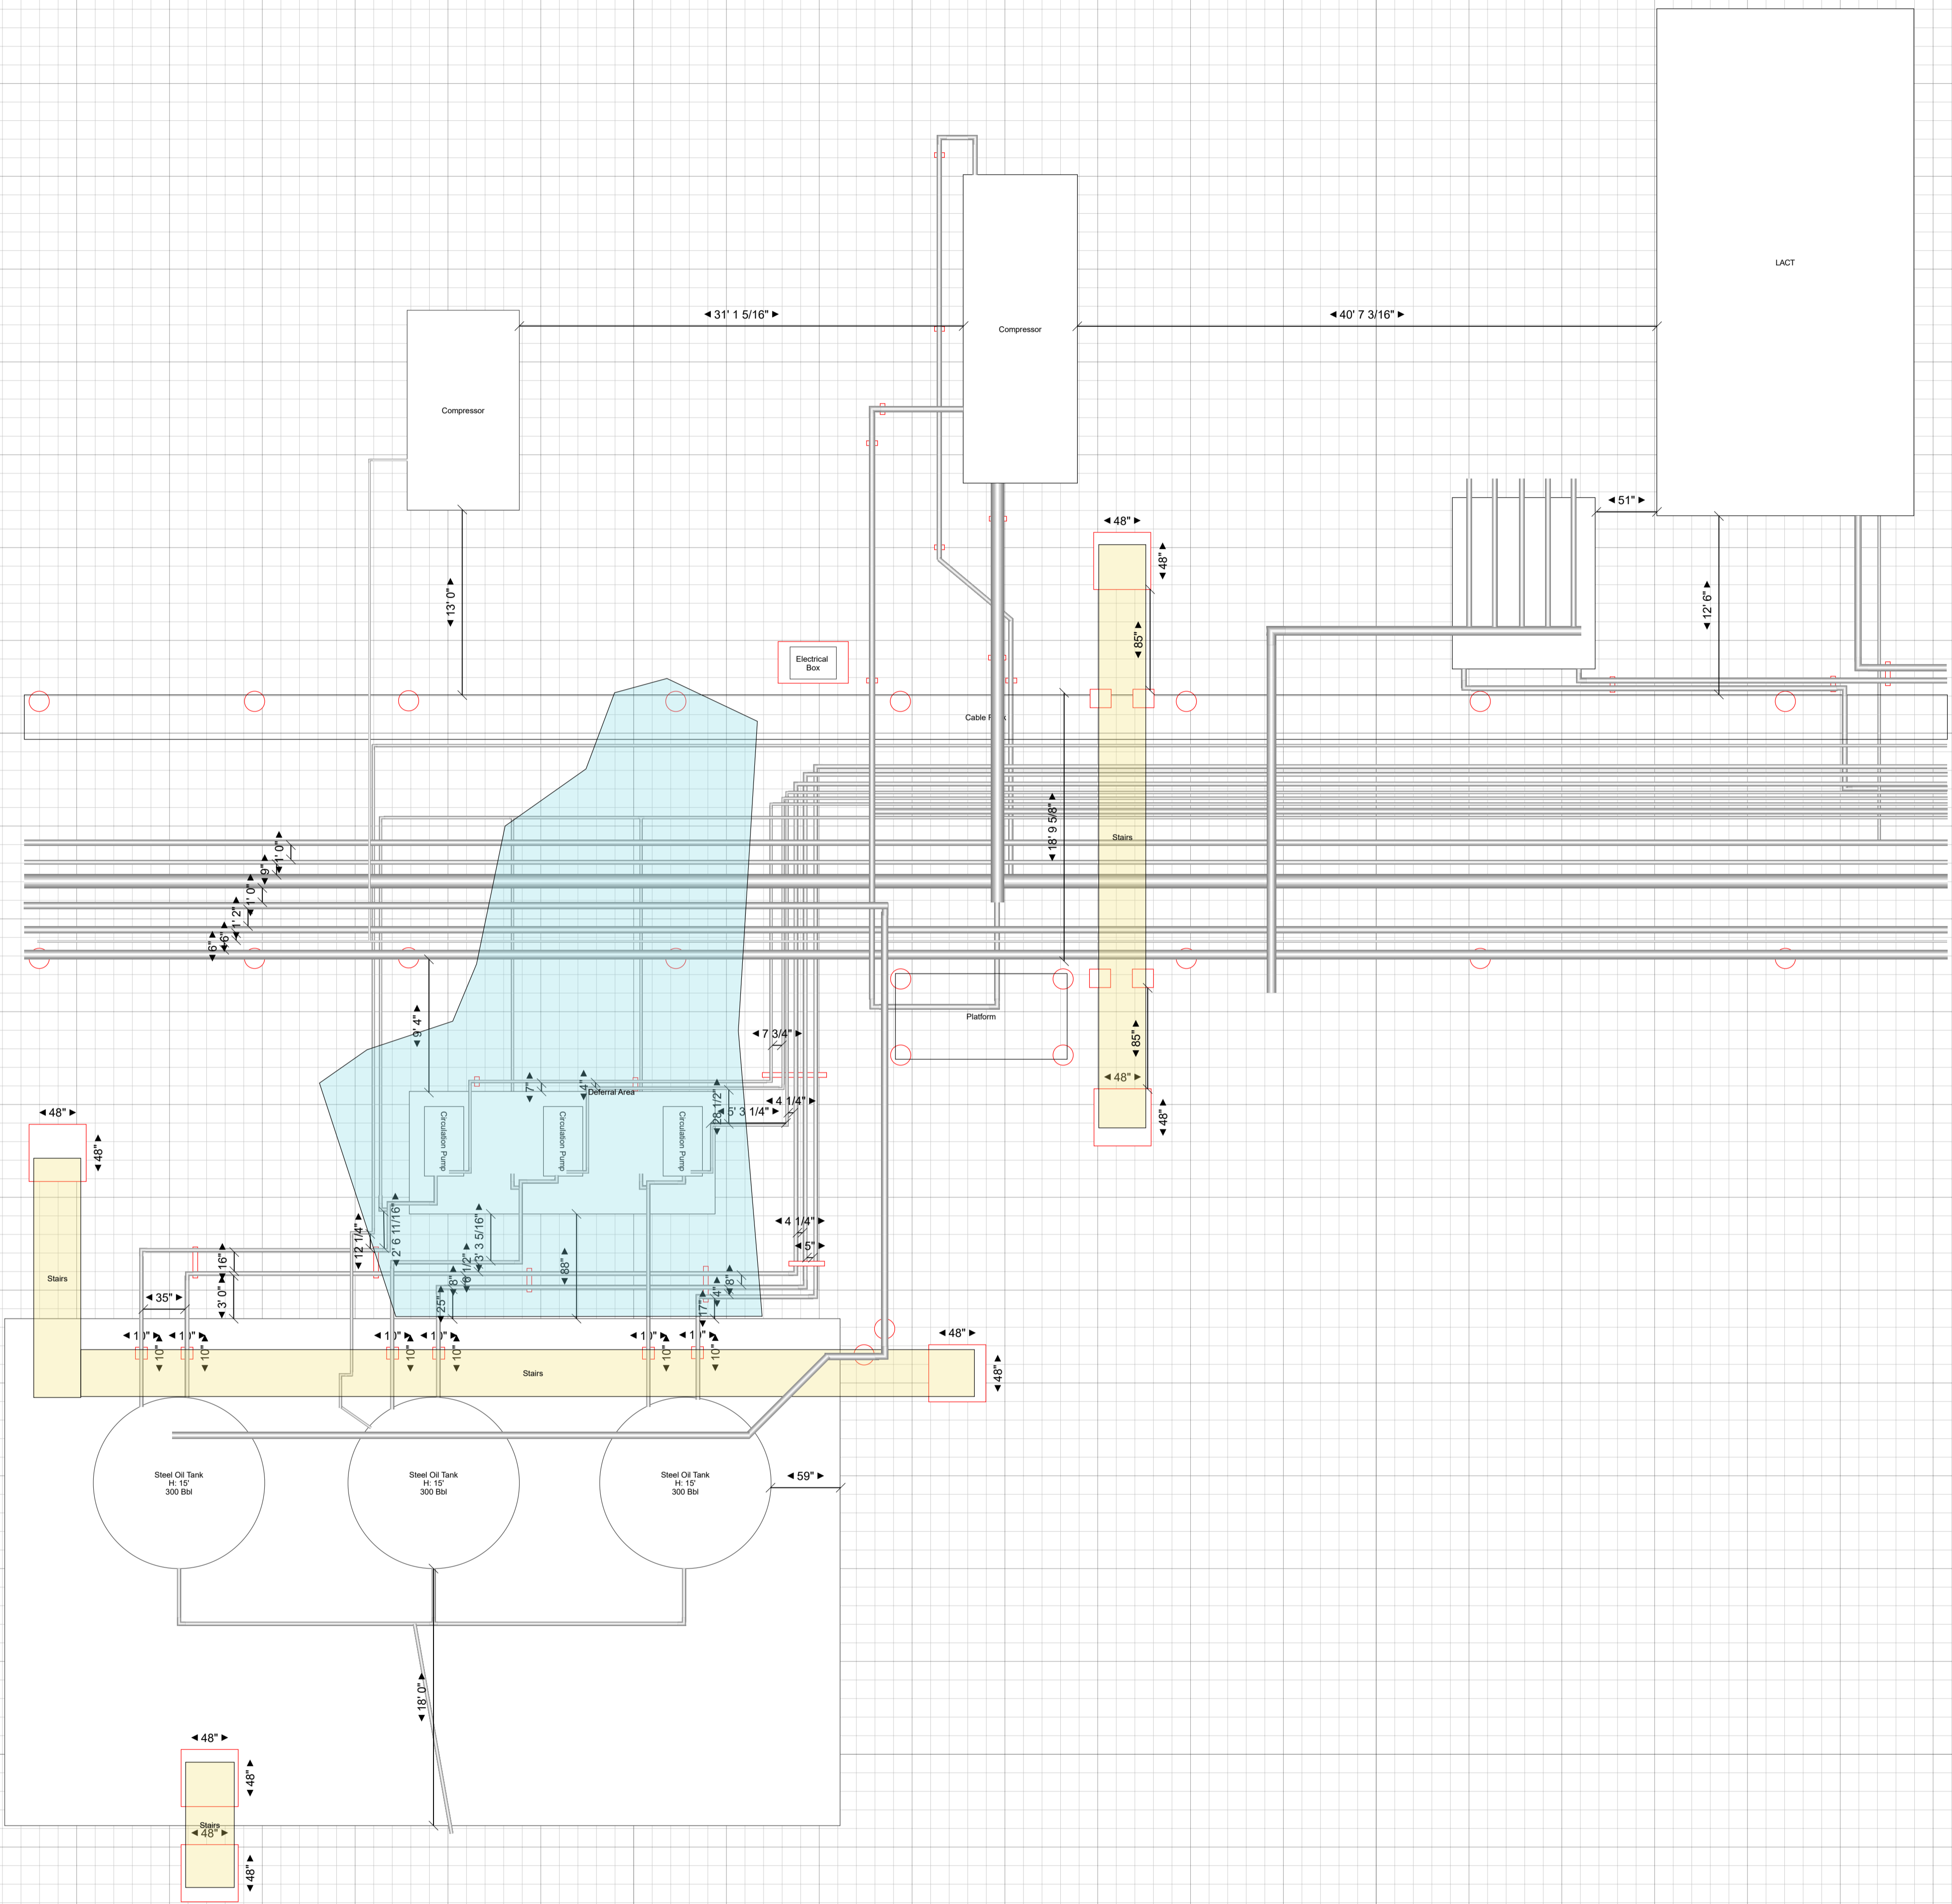 LACT
31' 1 5/16"
40' 7 3/16"
Compressor
Compressor
51"
48"
48"
13' 0"
12' 6"
85"
Electrical
Box
Cable
18' 9 5/8"
Stairs
1' 0"
9"
1' 0"
1' 2"
6"
6"
9' 4"
Platform
7 3/4"
85"
48"
7"
4"
Deferral Area
28 1/2"
4 1/4"
5' 3 1/4"
48"
48"
48"
Circulation Pump
Circulation Pump
Circulation Pump
12 1/4"
2' 6 11/16"
3' 3 5/16"
4 1/4"
5"
16"
88"
Stairs
3' 0"
35"
8"
6 1/2"
25"
8"
4"
17"
10"
10"
10"
10"
10"
10"
10"
10"
10"
10"
10"
10"
48"
48"
Stairs
Steel Oil Tank
H: 15'
300 Bbl
Steel Oil Tank
H: 15'
300 Bbl
Steel Oil Tank
H: 15'
300 Bbl
59"
18' 0"
48"
48"
Stairs
48"
48"